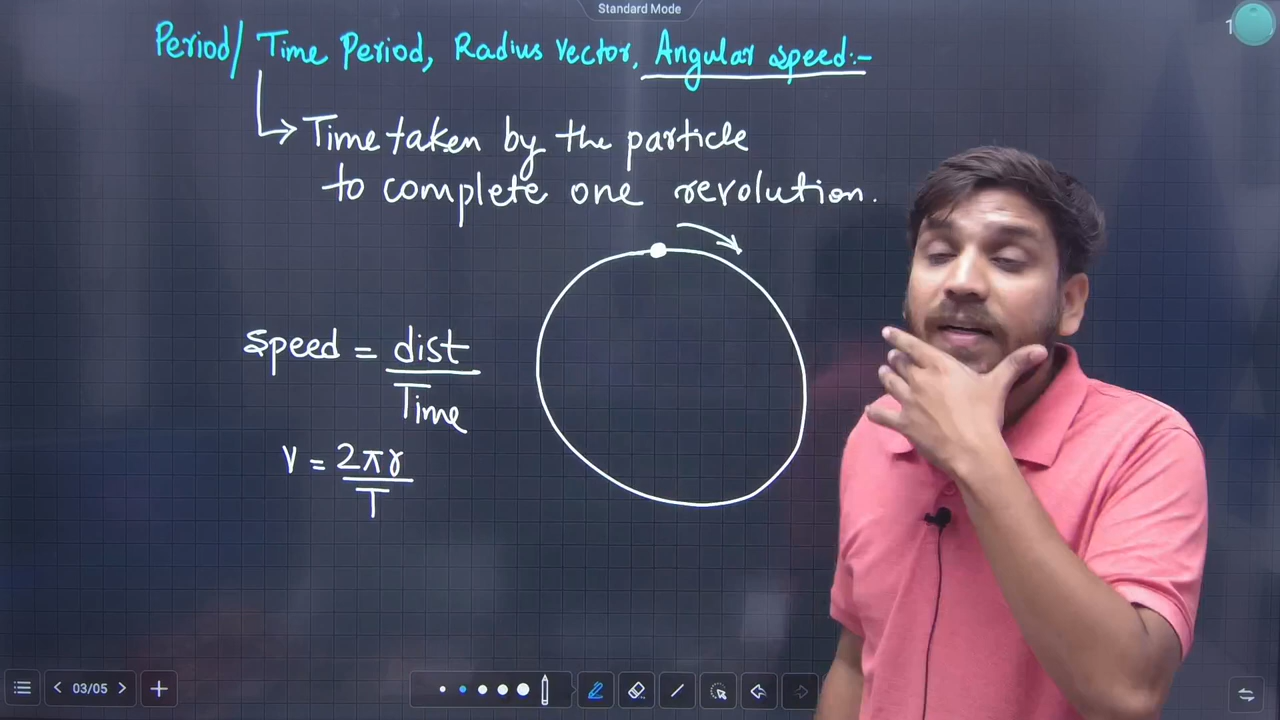 Standard Mode
Period/ Time Period, Radius vector, Angular speed:-
Time taken by the particle
to complete one revolution.
speed = dist
Time
v = 2πr
T
03/05